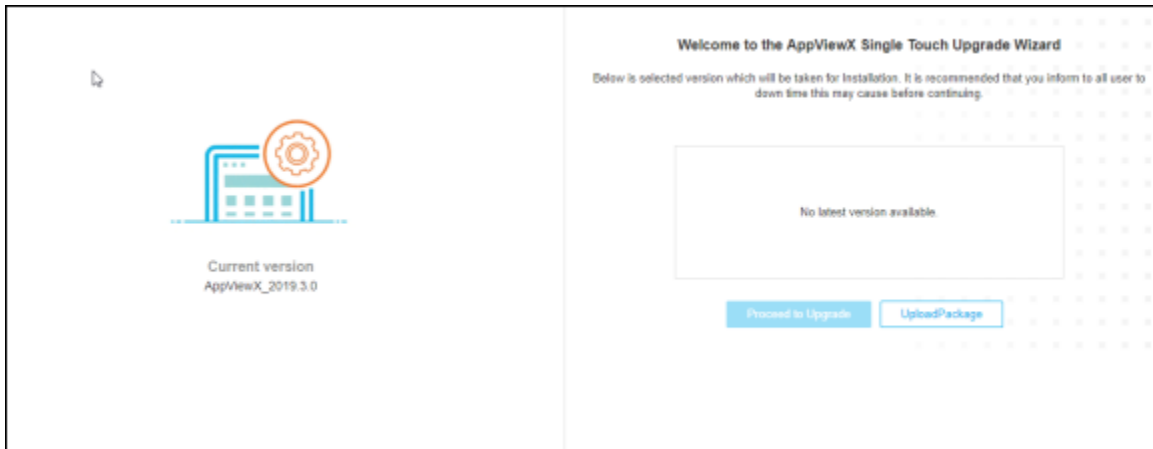 Welcome to the AppViewX Single Touch Upgrade Wizard
Below is selected version which will be taken for Installation. It is recommended that you inform to all user to
down time this may cause before continuing.
No latest version available.
Current version
AppViewX_2019.3.0
Proceed to Upgrade
UploadPackage